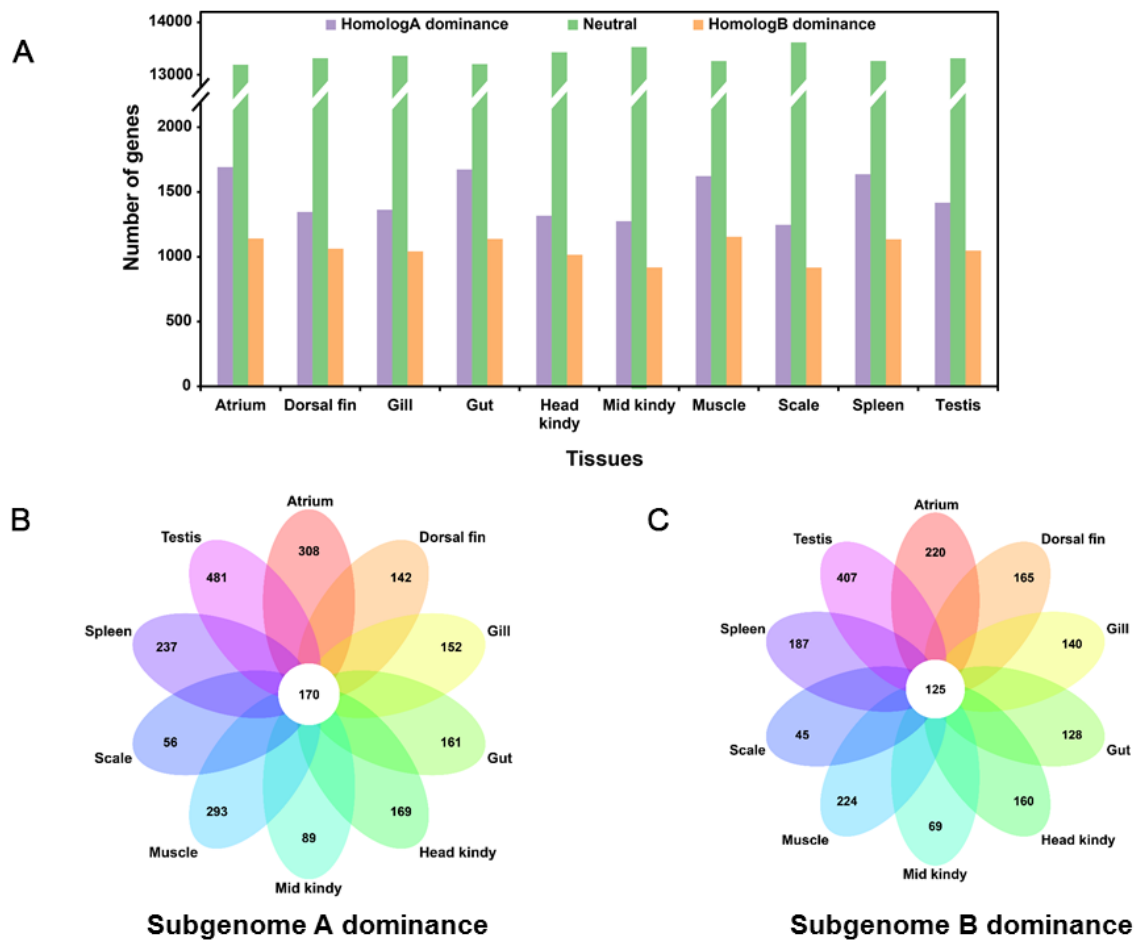 A
HomologA dominance
Neutral
HomologB dominance
14000
13000
2000
1500
1000
500
0
Number of genes
Atrium
Dorsal fin
Gill
Gut
Head
kindy
Mid kindy
Muscle
Scale
Spleen
Testis
Tissues
B
Atrium
308
Dorsal fin
142
Gill
152
Gut
161
Head kindy
169
Mid kindy
89
Muscle
293
Scale
56
Spleen
237
Testis
481
170
Subgenome A dominance
C
Atrium
220
Dorsal fin
165
Gill
140
Gut
128
Head kindy
160
Mid kindy
69
Muscle
224
Scale
45
Spleen
187
Testis
407
125
Subgenome B dominance